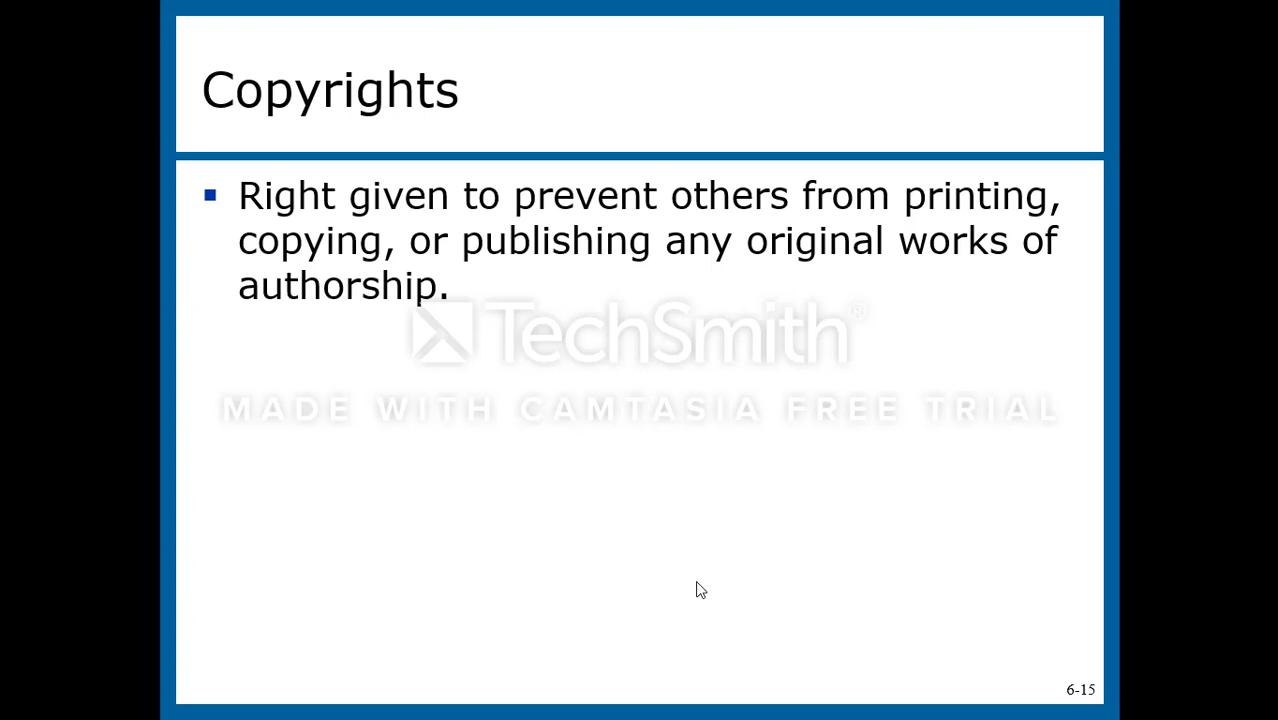 Copyrights
▪ Right given to prevent others from printing,
copying, or publishing any original works of
authorship.
TechSmith®
MADE WITH CAMTASIA FREE TRIAL
6-15